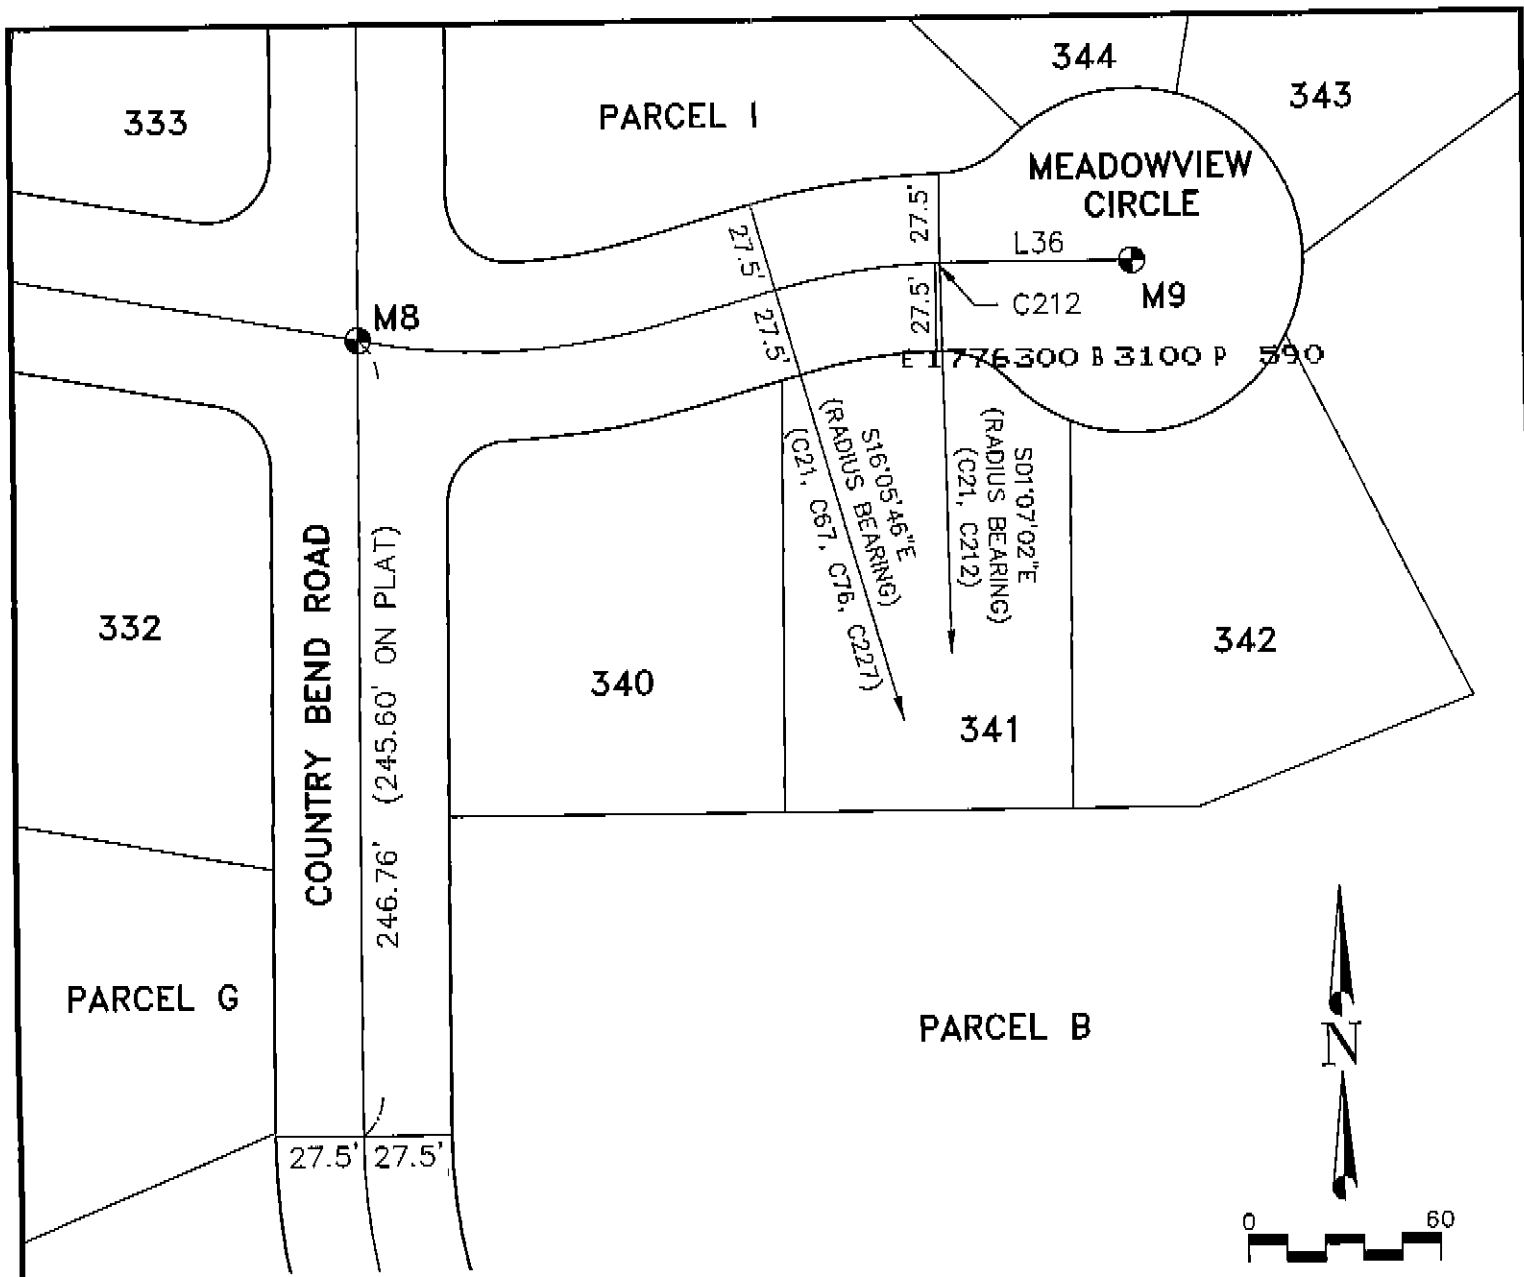 344
333
PARCEL I
343
MEADOWVIEW
CIRCLE
27.5'
27.5'
L36
M9
C212
M8
27.5'
27.5'
E 1776300 B 3100 P 590
S16°05'46"E
(RADIUS BEARING)
(C21, C67, C76, C227)
S01°07'02"E
(RADIUS BEARING)
(C21, C212)
COUNTRY BEND ROAD
246.76' (245.60' ON PLAT)
332
340
341
342
PARCEL G
PARCEL B
N
27.5' 27.5'
0 60